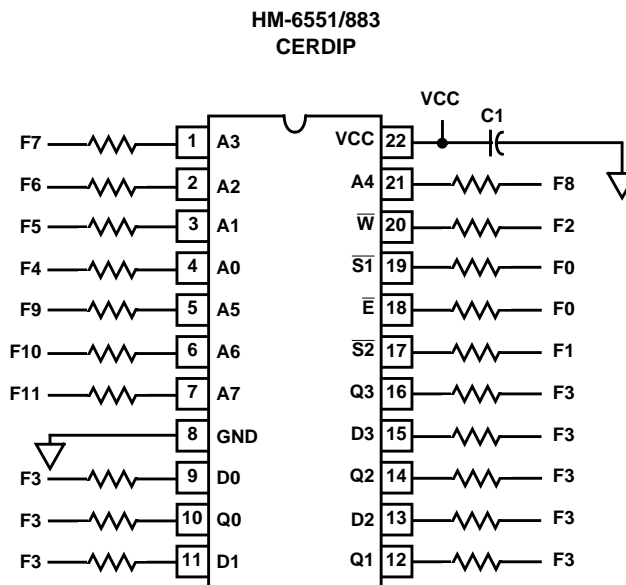 HM-6551/883
CERDIP
VCC
C1
F7 1 A3 VCC 22
F6 2 A2 A4 21 F8
F5 3 A1 W̅ 20 F2
F4 4 A0 S̅1̅ 19 F0
F9 5 A5 E̅ 18 F0
F10 6 A6 S̅2̅ 17 F1
F11 7 A7 Q3 16 F3
8 GND D3 15 F3
F3 9 D0 Q2 14 F3
F3 10 Q0 D2 13 F3
F3 11 D1 Q1 12 F3